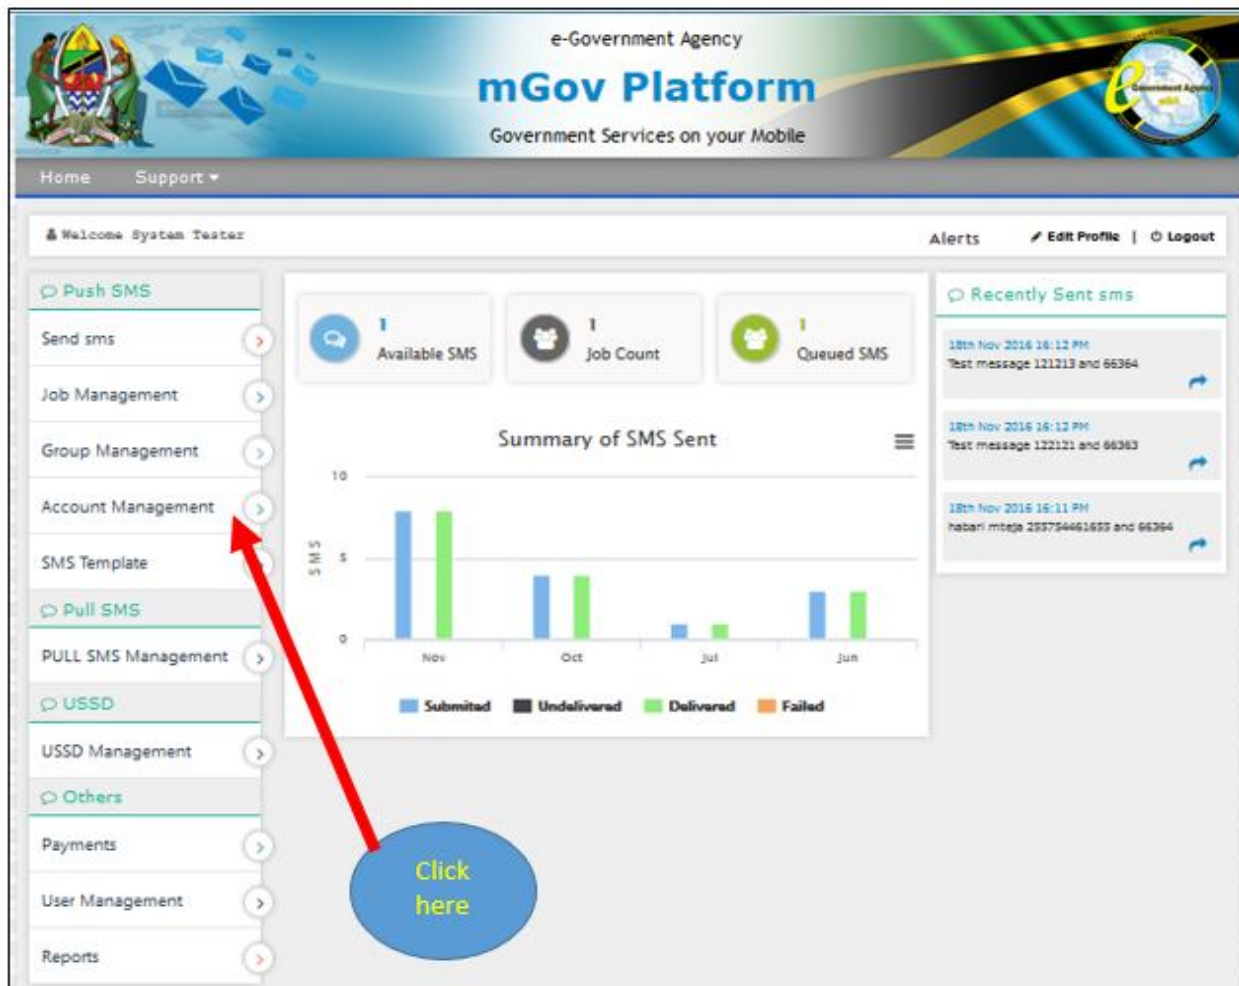 e-Government Agency
mGov Platform
Government Services on your Mobile
Government Agency
Home Support
Welcome System Tester
Alerts Edit Profile | Logout
Push SMS
Send sms
Job Management
Group Management
Account Management
SMS Template
Pull SMS
PULL SMS Management
USSD
USSD Management
Others
Payments
User Management
Reports
1
Available SMS
1
Job Count
1
Queued SMS
Summary of SMS Sent
SMS
10
5
0
Nov Oct Jul Jun
Submited Undelivered Delivered Failed
Click
here
Recently Sent sms
18th Nov 2016 16:12 PM
Test message 121213 and 66364
18th Nov 2016 16:12 PM
Test message 122121 and 66363
18th Nov 2016 16:11 PM
habari mteja 255754461655 and 66364